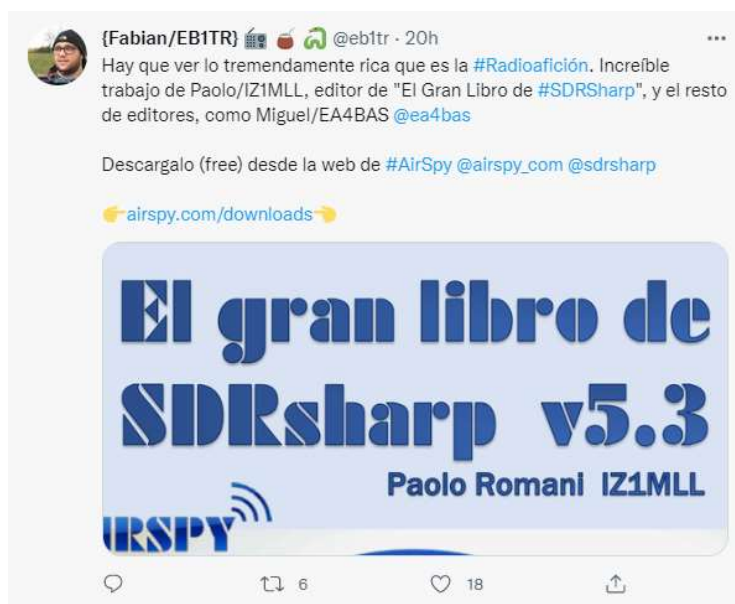 {Fabian/EB1TR} 📻 🧉 🐍 @eb1tr · 20h
Hay que ver lo tremendamente rica que es la #Radioafición. Increíble
trabajo de Paolo/IZ1MLL, editor de "El Gran Libro de #SDRSharp", y el resto
de editores, como Miguel/EA4BAS @ea4bas
Descargalo (free) desde la web de #AirSpy @airspy_com @sdrsharp
👉airspy.com/downloads👈
El gran libro de
SDRsharp v5.3
Paolo Romani IZ1MLL
IRSPY
6
18